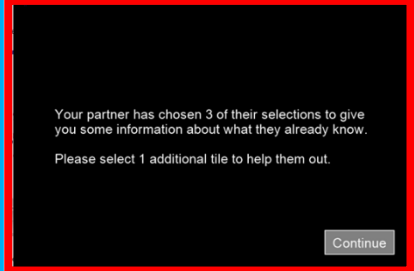 Your partner has chosen 3 of their selections to give
you some information about what they already know.
Please select 1 additional tile to help them out.
Continue